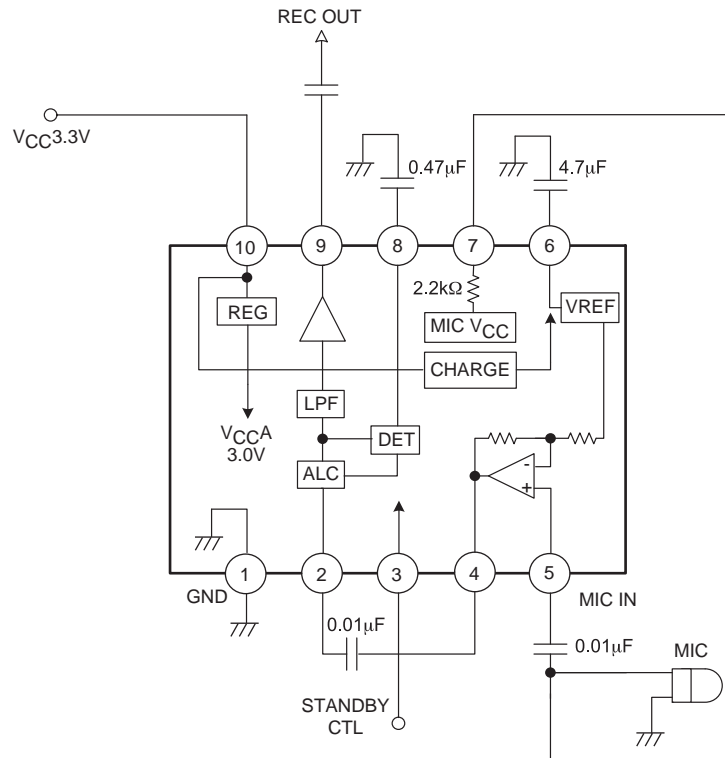 REC OUT
VCC3.3V
0.47μF
4.7μF
10
9
8
7
6
2.2kΩ
REG
MIC VCC
VREF
CHARGE
LPF
VCCA
3.0V
DET
ALC
-
+
1
2
3
4
5
GND
MIC IN
0.01μF
0.01μF
MIC
STANDBY
CTL